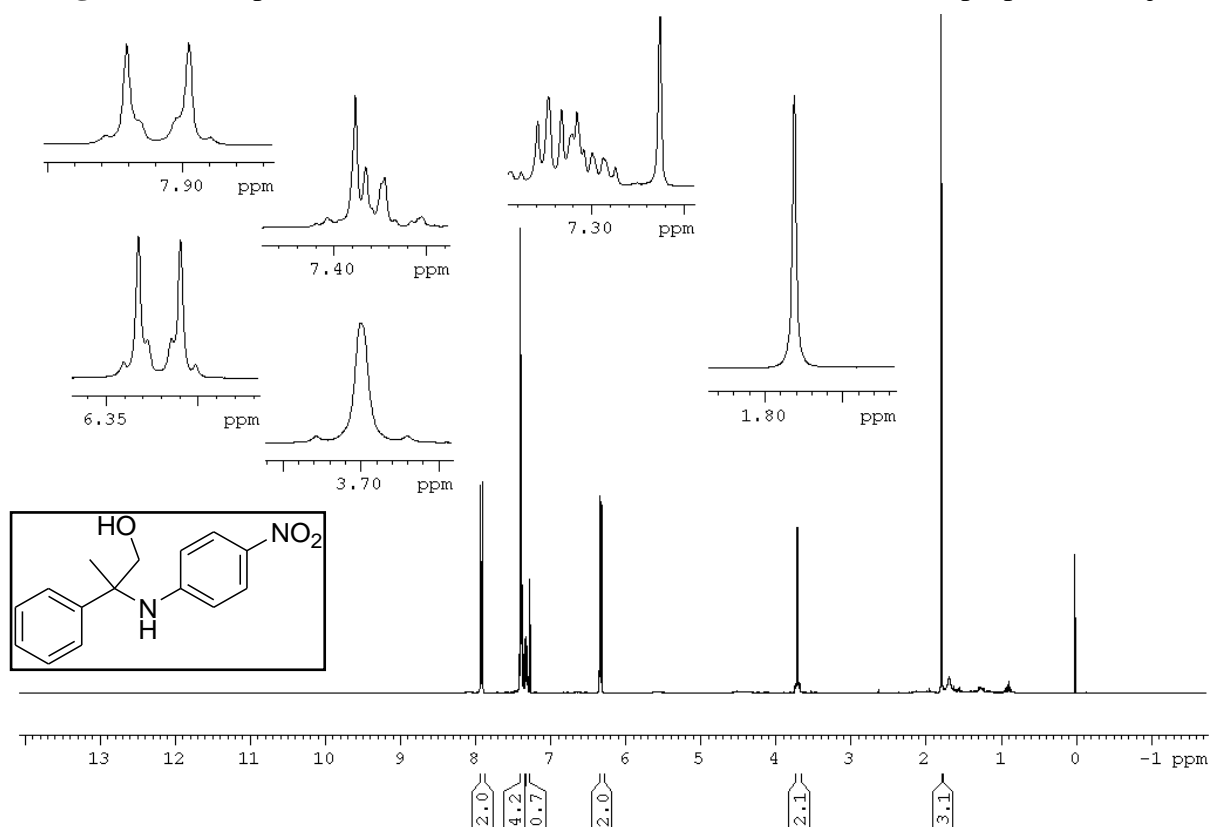 7.90 ppm
7.40 ppm
7.30 ppm
6.35 ppm
3.70 ppm
1.80 ppm
HO
NO2
N
H
13 12 11 10 9 8 7 6 5 4 3 2 1 0 -1 ppm
2.0 4.2 0.7 2.0 2.1 3.1